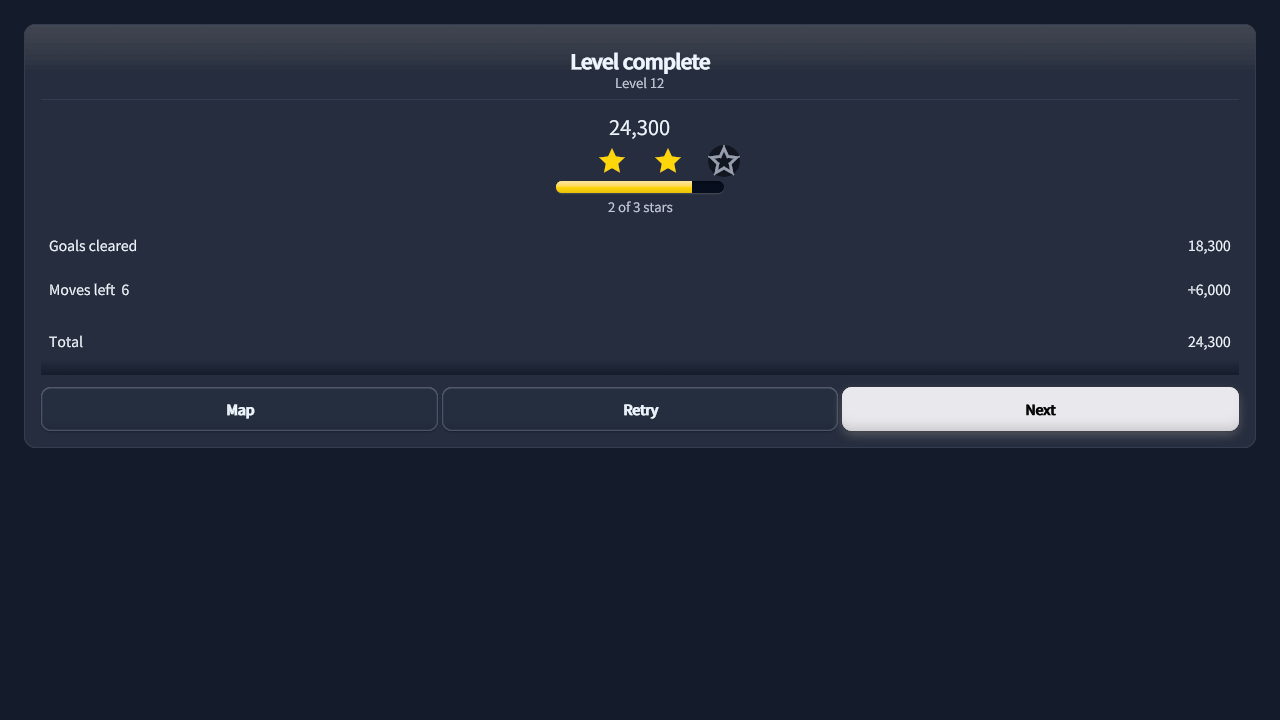 Level complete
Level 12
24,300
2 of 3 stars
Goals cleared 18,300
Moves left 6 +6,000
Total 24,300
Map Retry Next